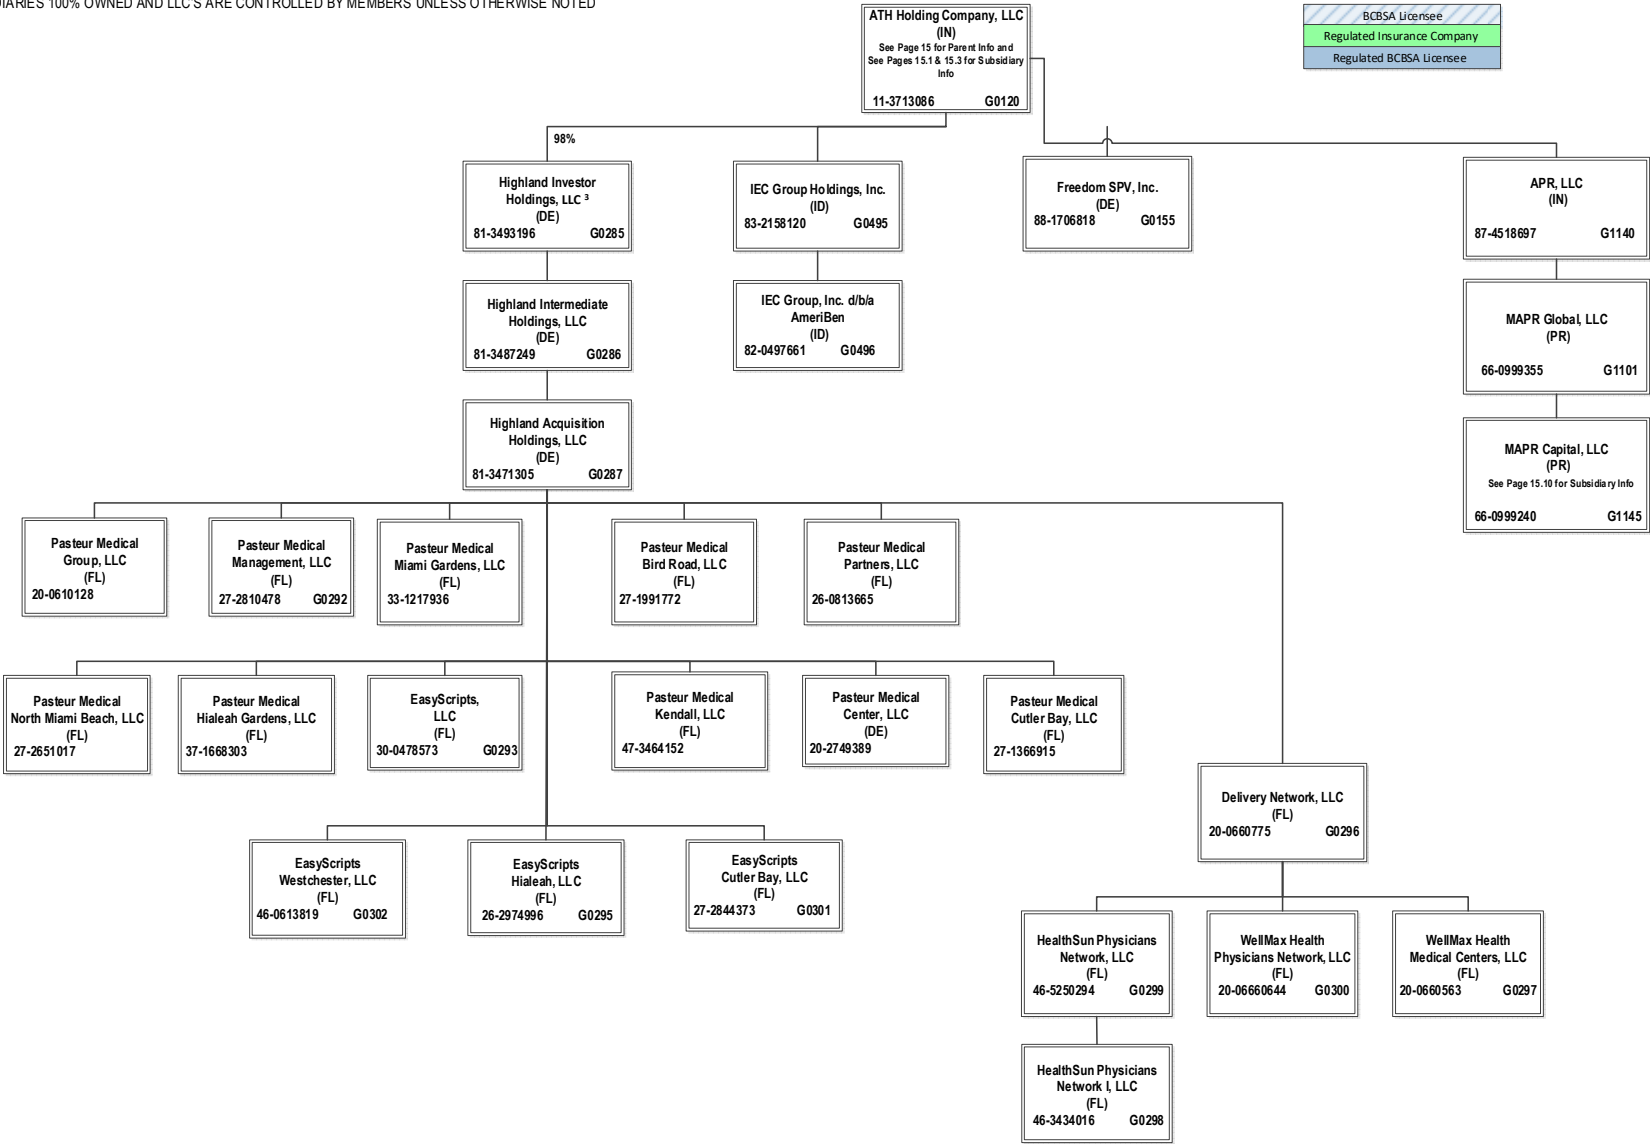 DIARIES 100% OWNED AND LLC'S ARE CONTROLLED BY MEMBERS UNLESS OTHERWISE NOTED
BCBSA Licensee
Regulated Insurance Company
Regulated BCBSA Licensee
ATH Holding Company, LLC
(IN)
See Page 15 for Parent Info and
See Pages 15.1 & 15.3 for Subsidiary
Info
11-3713086 G0120
98%
Highland Investor
Holdings, LLC ³
(DE)
81-3493196 G0285
IEC Group Holdings, Inc.
(ID)
83-2158120 G0495
Freedom SPV, Inc.
(DE)
88-1706818 G0155
APR, LLC
(IN)
87-4518697 G1140
Highland Intermediate
Holdings, LLC
(DE)
81-3487249 G0286
IEC Group, Inc. d/b/a
AmeriBen
(ID)
82-0497661 G0496
MAPR Global, LLC
(PR)
66-0999355 G1101
Highland Acquisition
Holdings, LLC
(DE)
81-3471305 G0287
MAPR Capital, LLC
(PR)
See Page 15.10 for Subsidiary Info
66-0999240 G1145
Pasteur Medical
Group, LLC
(FL)
20-0610128
Pasteur Medical
Management, LLC
(FL)
27-2810478 G0292
Pasteur Medical
Miami Gardens, LLC
(FL)
33-1217936
Pasteur Medical
Bird Road, LLC
(FL)
27-1991772
Pasteur Medical
Partners, LLC
(FL)
26-0813665
Pasteur Medical
North Miami Beach, LLC
(FL)
27-2651017
Pasteur Medical
Hialeah Gardens, LLC
(FL)
37-1668303
EasyScripts,
LLC
(FL)
30-0478573 G0293
Pasteur Medical
Kendall, LLC
(FL)
47-3464152
Pasteur Medical
Center, LLC
(DE)
20-2749389
Pasteur Medical
Cutler Bay, LLC
(FL)
27-1366915
Delivery Network, LLC
(FL)
20-0660775 G0296
EasyScripts
Westchester, LLC
(FL)
46-0613819 G0302
EasyScripts
Hialeah, LLC
(FL)
26-2974996 G0295
EasyScripts
Cutler Bay, LLC
(FL)
27-2844373 G0301
HealthSun Physicians
Network, LLC
(FL)
46-5250294 G0299
WellMax Health
Physicians Network, LLC
(FL)
20-06660644 G0300
WellMax Health
Medical Centers, LLC
(FL)
20-0660563 G0297
HealthSun Physicians
Network I, LLC
(FL)
46-3434016 G0298